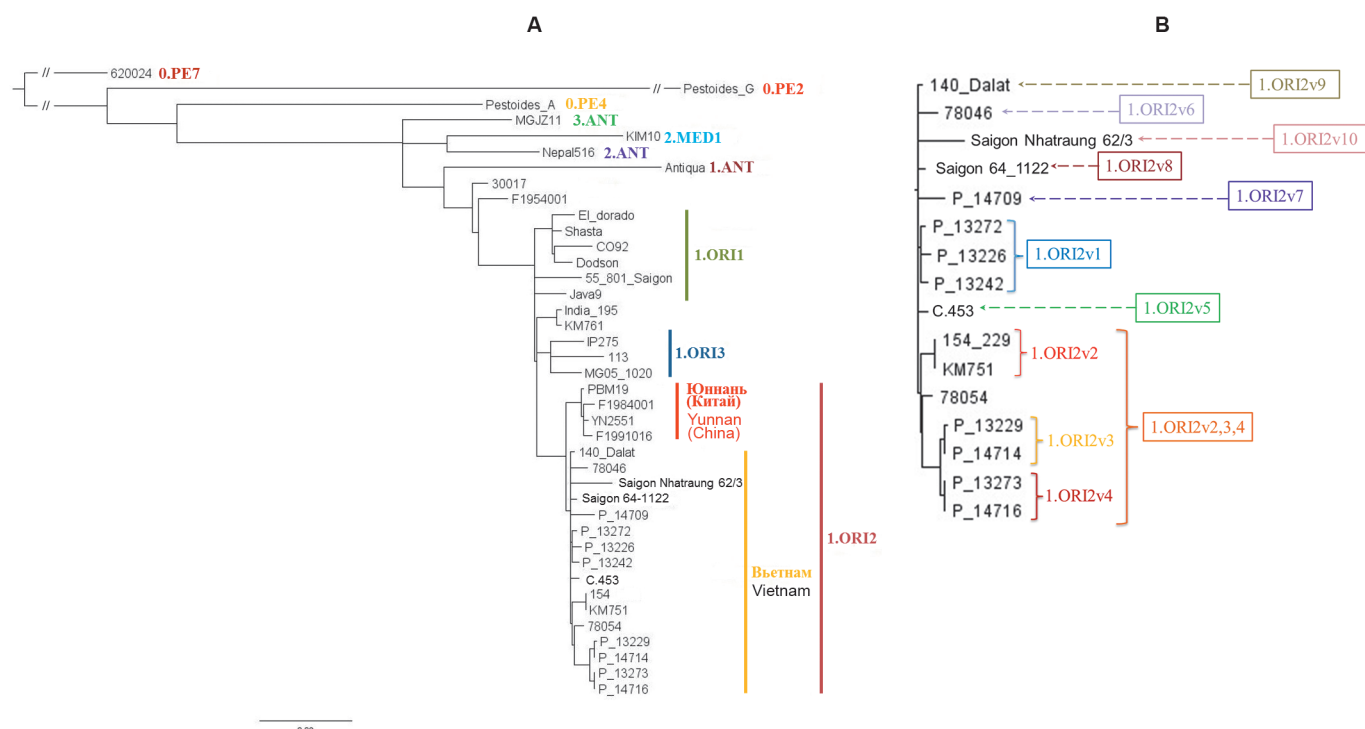 A
620024 0.PE7
// //
Pestoides_G 0.PE2
//
Pestoides_A 0.PE4
MGJZ11 3.ANT
KIM10 2.MED1
Nepal516 2.ANT
Antiqua 1.ANT
30017
F1954001
El_dorado
Shasta
CO92
Dodson
55_801_Saigon
Java9
1.ORI1
India_195
KM761
IP275
113
MG05_1020
1.ORI3
PBM19
F1984001
YN2551
F1991016
Юннань
(Китай)
Yunnan
(China)
140_Dalat
78046
Saigon Nhatraung 62/3
Saigon 64-1122
P_14709
P_13272
P_13226
P_13242
C.453
154
KM751
78054
P_13229
P_14714
P_13273
P_14716
Вьетнам
Vietnam
1.ORI2
B
140_Dalat 1.ORI2v9
78046 1.ORI2v6
Saigon Nhatraung 62/3 1.ORI2v10
Saigon 64_1122 1.ORI2v8
P_14709 1.ORI2v7
P_13272
P_13226 1.ORI2v1
P_13242
C.453 1.ORI2v5
154_229
1.ORI2v2
KM751
78054
P_13229
1.ORI2v3
P_14714
P_13273
1.ORI2v4
P_14716
1.ORI2v2,3,4